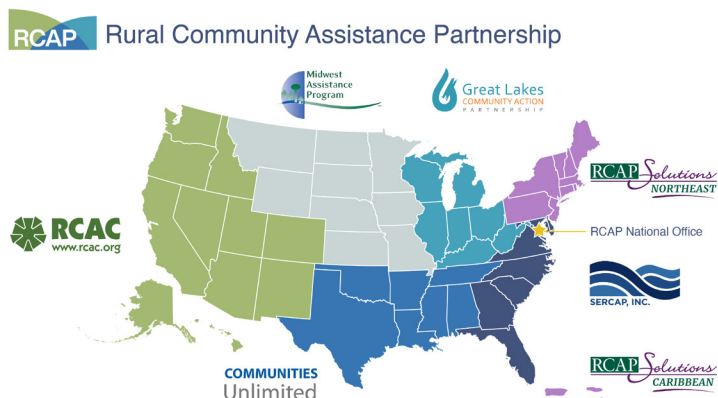 RCAP Rural Community Assistance Partnership
Midwest
Assistance
Program
Great Lakes
COMMUNITY ACTION
PARTNERSHIP
RCAP Solutions
NORTHEAST
RCAC
www.rcac.org
RCAP National Office
SERCAP, INC.
RCAP Solutions
CARIBBEAN
COMMUNITIES
Unlimited